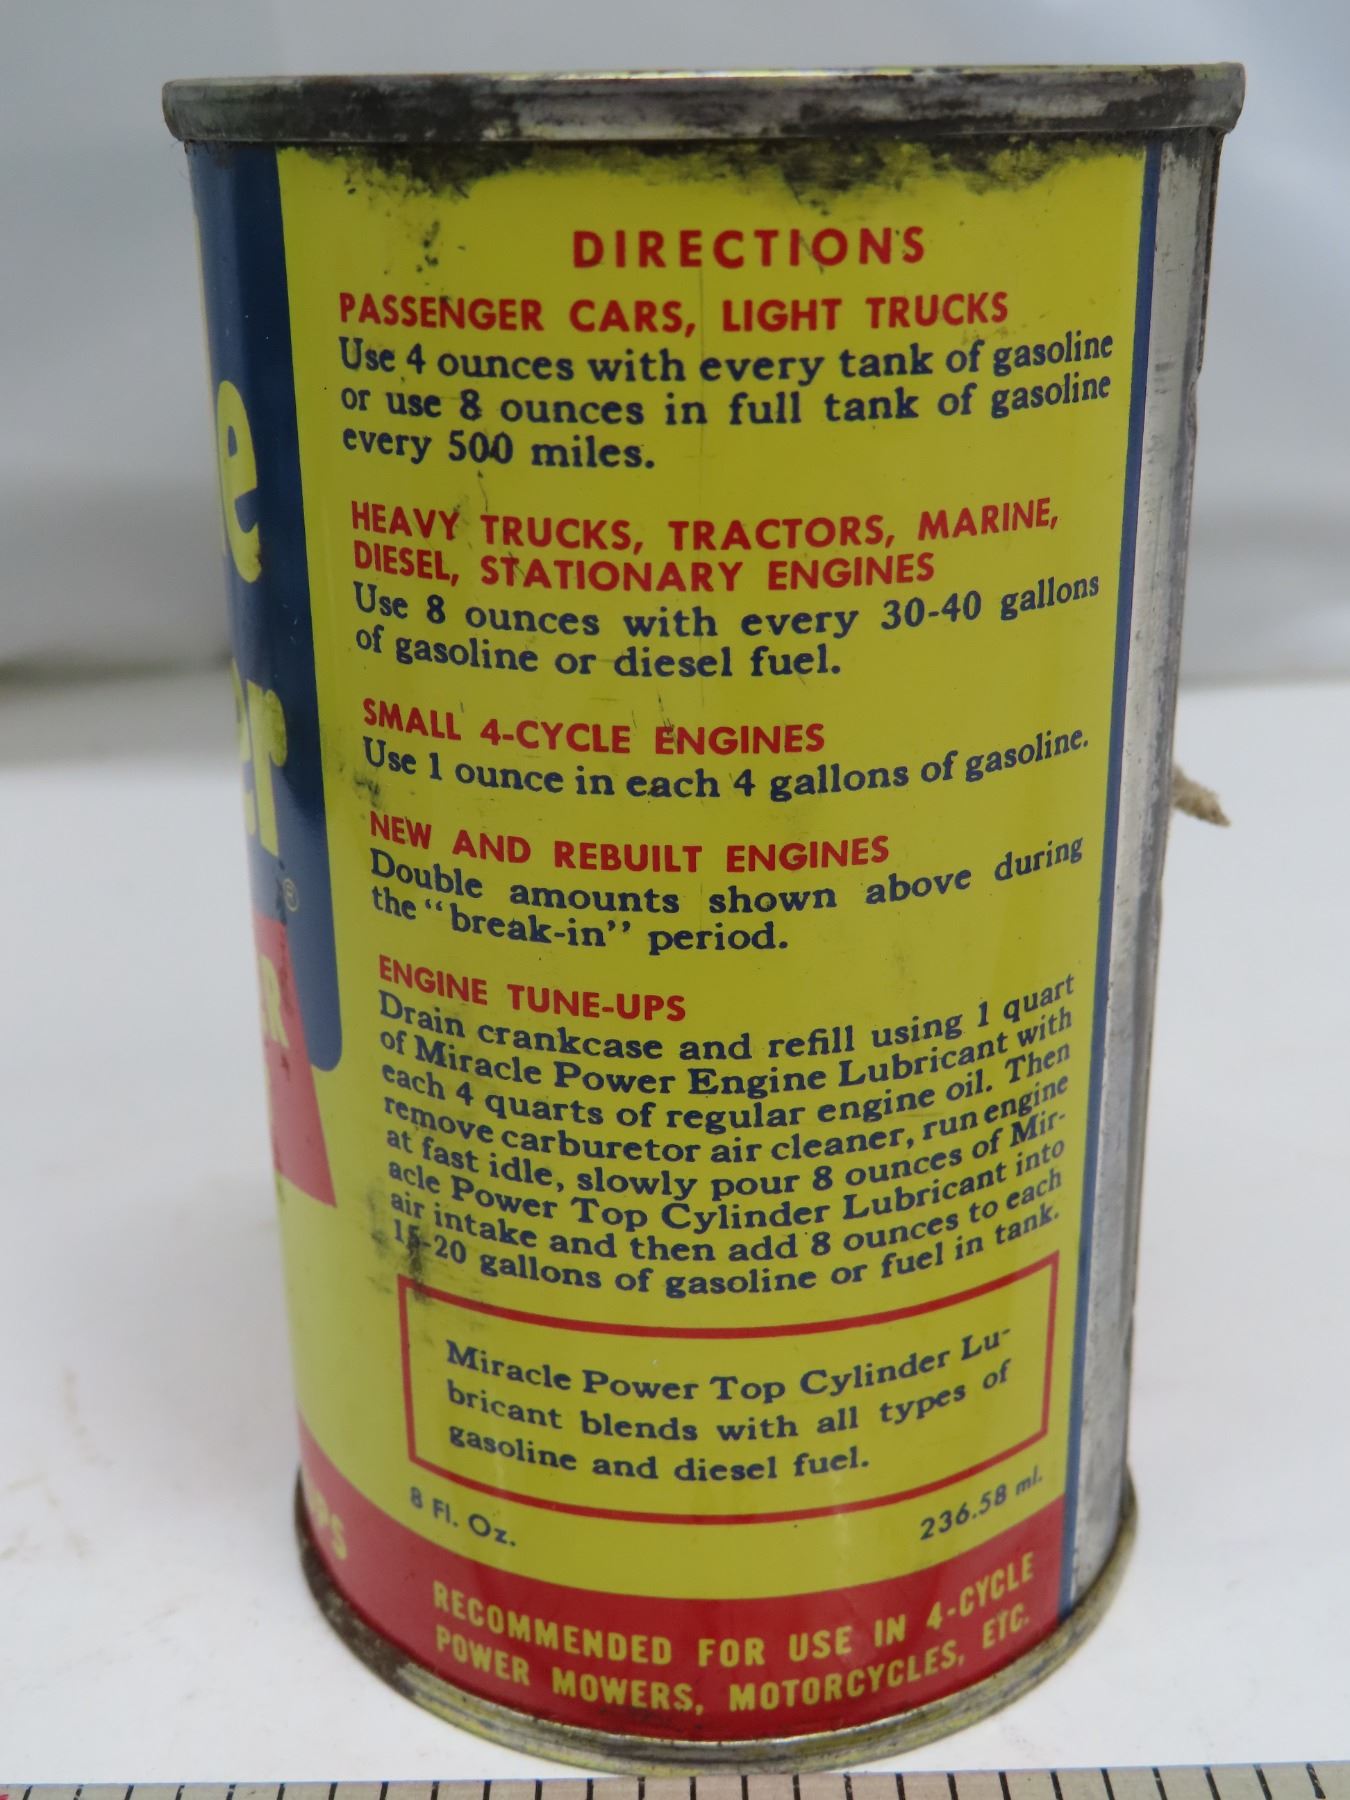 DIRECTIONS
PASSENGER CARS, LIGHT TRUCKS
Use 4 ounces with every tank of gasoline
or use 8 ounces in full tank of gasoline
every 500 miles.
HEAVY TRUCKS, TRACTORS, MARINE,
DIESEL, STATIONARY ENGINES
Use 8 ounces with every 30-40 gallons
of gasoline or diesel fuel.
SMALL 4-CYCLE ENGINES
Use 1 ounce in each 4 gallons of gasoline.
NEW AND REBUILT ENGINES
Double amounts shown above during
the "break-in" period.
ENGINE TUNE-UPS
Drain crankcase and refill using 1 quart
of Miracle Power Engine Lubricant with
each 4 quarts of regular engine oil. Then
remove carburetor air cleaner, run engine
at fast idle, slowly pour 8 ounces of Mir-
acle Power Top Cylinder Lubricant into
air intake and then add 8 ounces to each
15-20 gallons of gasoline or fuel in tank.
Miracle Power Top Cylinder Lu-
bricant blends with all types of
gasoline and diesel fuel.
8 Fl. Oz. 236.58 ml.
RECOMMENDED FOR USE IN 4-CYCLE
POWER MOWERS, MOTORCYCLES, ETC.